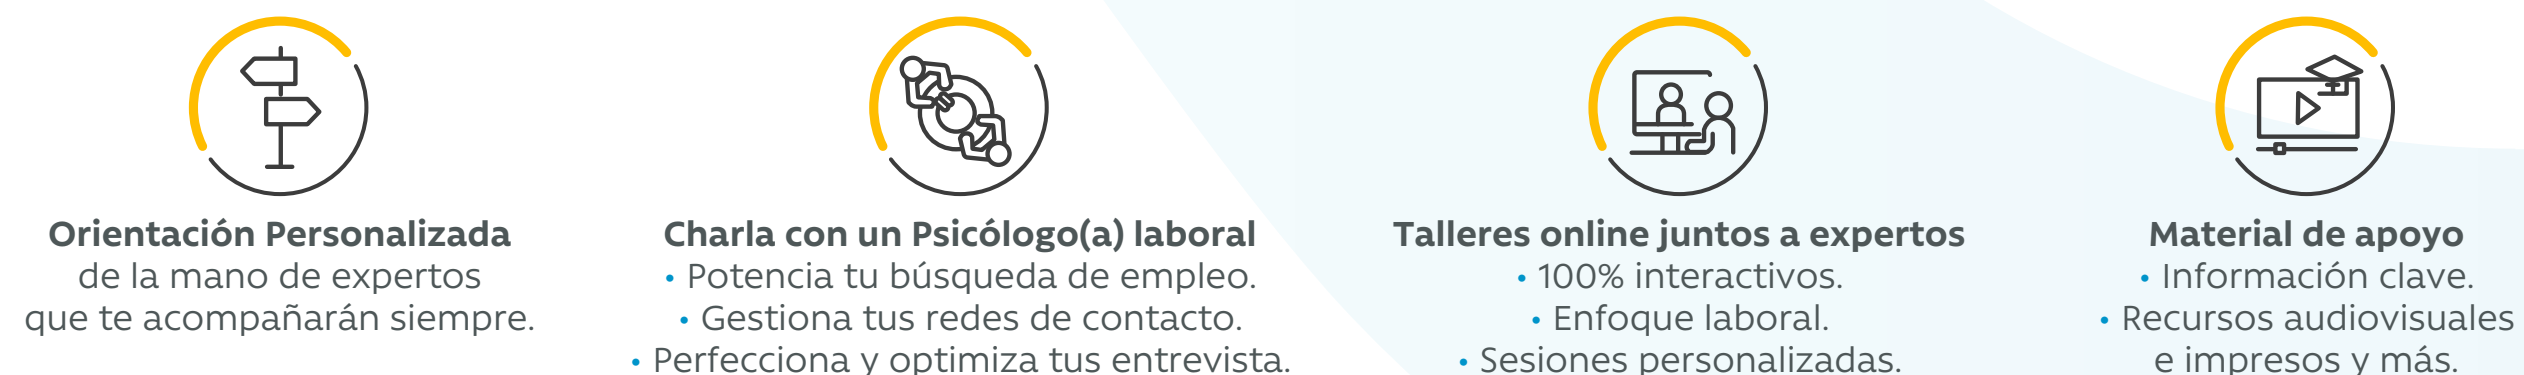 Orientación Personalizada
de la mano de expertos
que te acompañarán siempre.
Charla con un Psicólogo(a) laboral
• Potencia tu búsqueda de empleo.
• Gestiona tus redes de contacto.
• Perfecciona y optimiza tus entrevista.
Talleres online juntos a expertos
• 100% interactivos.
• Enfoque laboral.
• Sesiones personalizadas.
Material de apoyo
• Información clave.
• Recursos audiovisuales
e impresos y más.